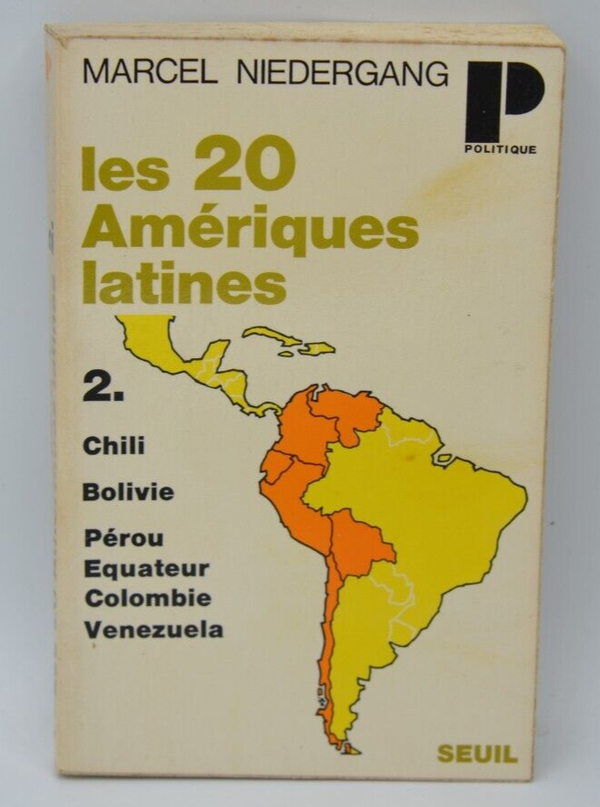 MARCEL NIEDERGANG
P
POLITIQUE
les 20
Amériques
latines
2.
Chili
Bolivie
Pérou
Equateur
Colombie
Venezuela
SEUIL